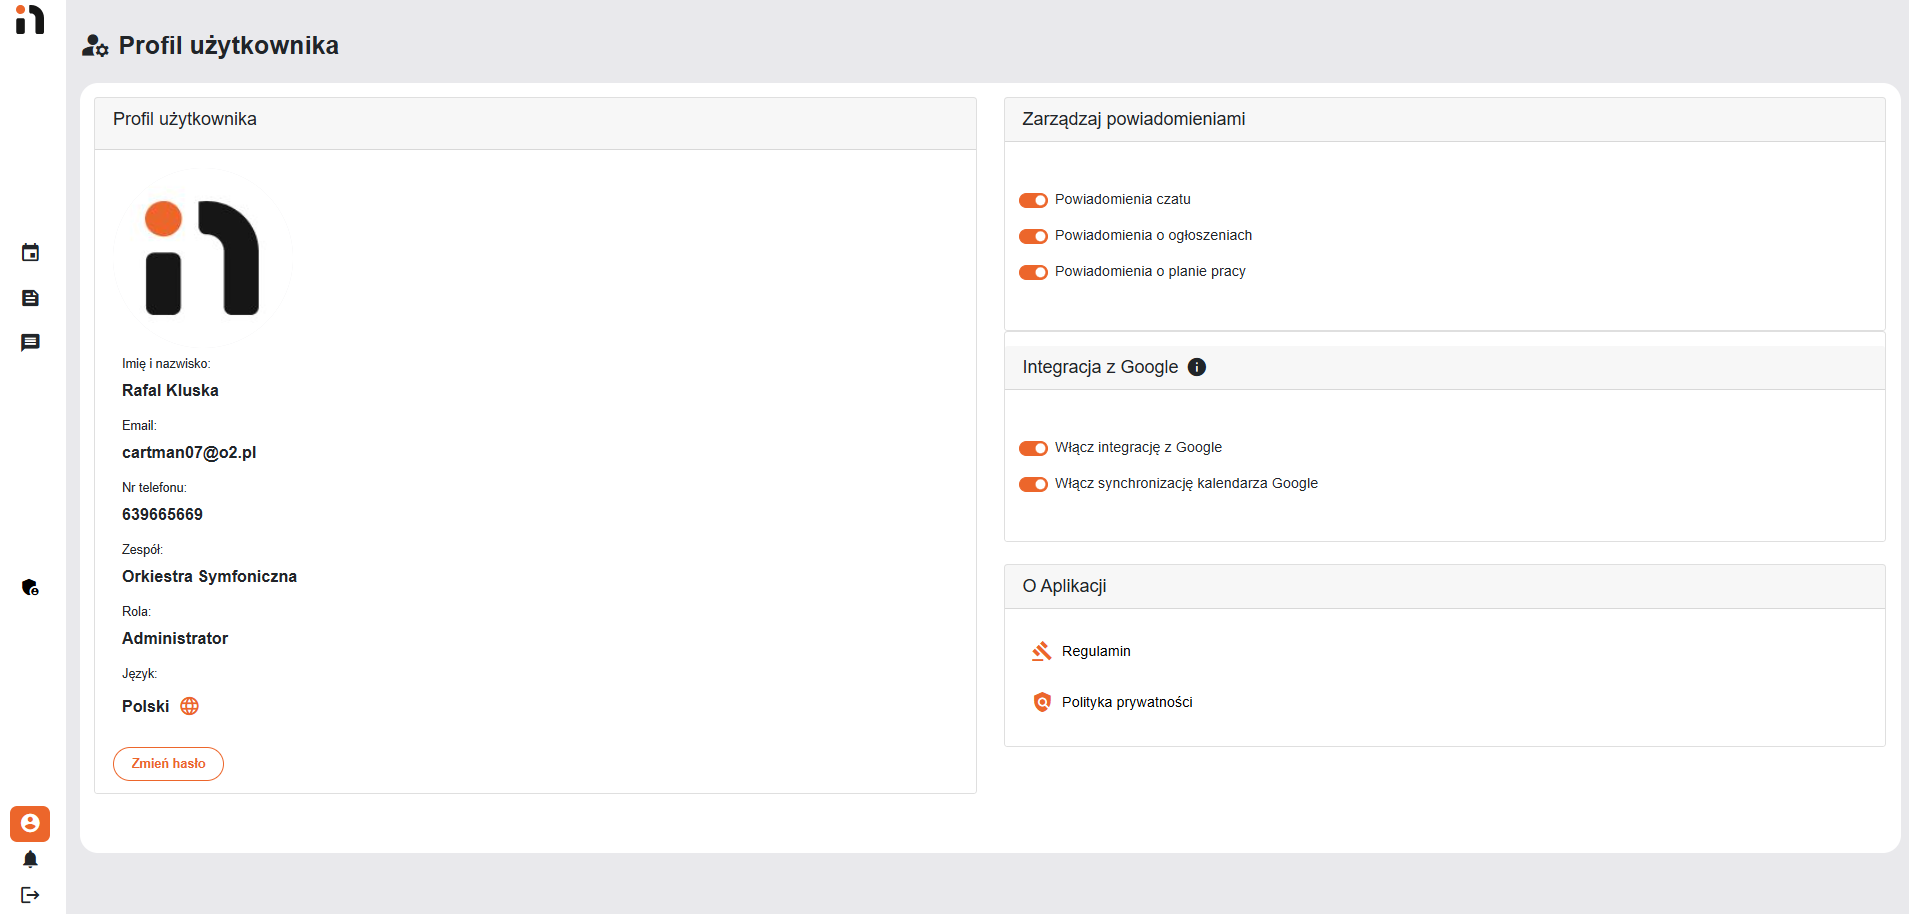 Profil użytkownika
Profil użytkownika
Imię i nazwisko:
Rafal Kluska
Email:
cartman07@o2.pl
Nr telefonu:
639665669
Zespół:
Orkiestra Symfoniczna
Rola:
Administrator
Język:
Polski
Zmień hasło
Zarządzaj powiadomieniami
Powiadomienia czatu
Powiadomienia o ogłoszeniach
Powiadomienia o planie pracy
Integracja z Google
Włącz integrację z Google
Włącz synchronizację kalendarza Google
O Aplikacji
Regulamin
Polityka prywatności